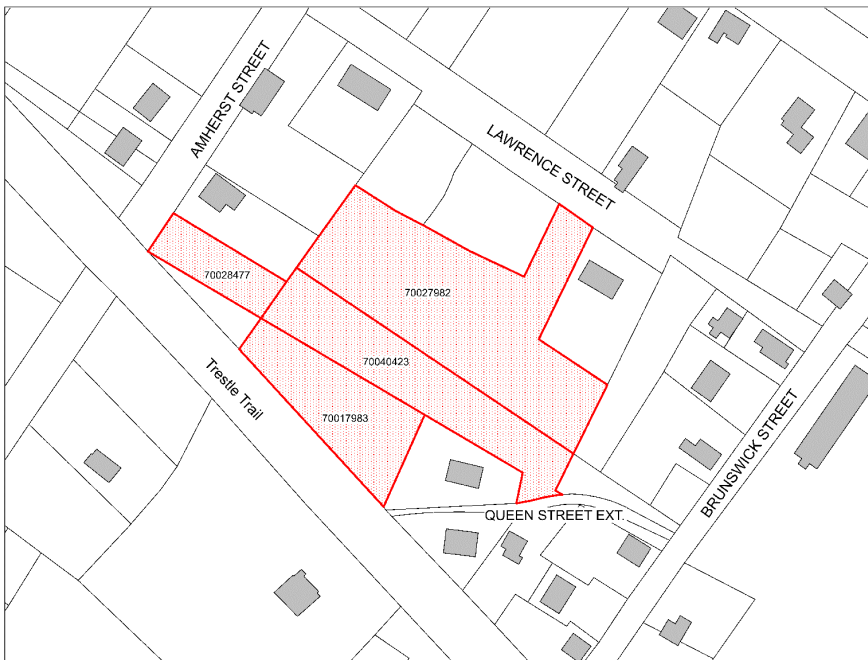 AMHERST STREET
LAWRENCE STREET
70028477
70027982
70040423
Trestle Trail
70017983
BRUNSWICK STREET
QUEEN STREET EXT.